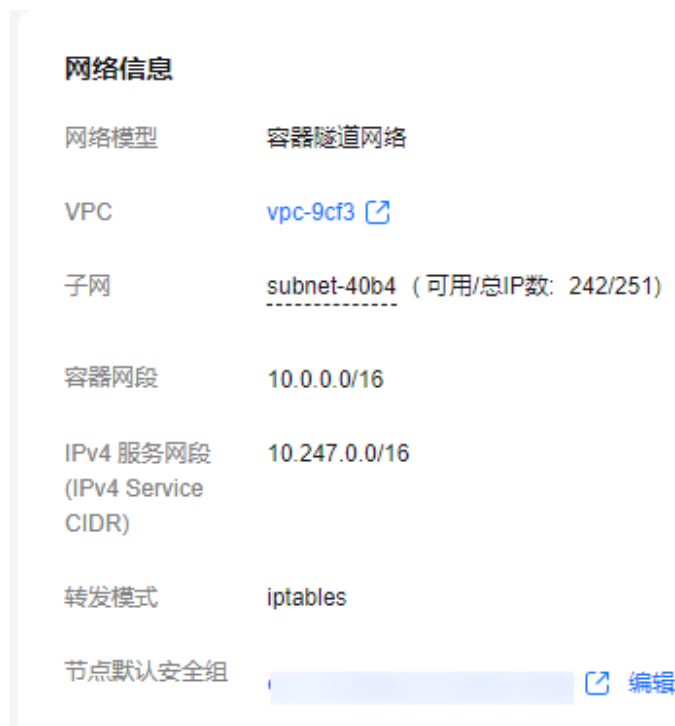 网络信息
网络模型 容器隧道网络
VPC vpc-9cf3
子网 subnet-40b4 (可用/总IP数: 242/251)
容器网段 10.0.0.0/16
IPv4 服务网段 10.247.0.0/16
(IPv4 Service
CIDR)
转发模式 iptables
节点默认安全组 编辑